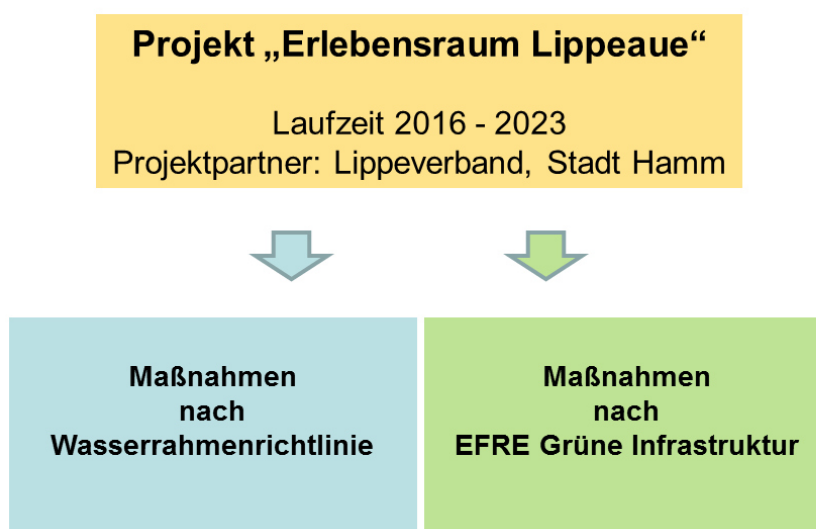 Projekt „Erlebensraum Lippeaue“
Laufzeit 2016 - 2023
Projektpartner: Lippeverband, Stadt Hamm
Maßnahmen
nach
Wasserrahmenrichtlinie
Maßnahmen
nach
EFRE Grüne Infrastruktur